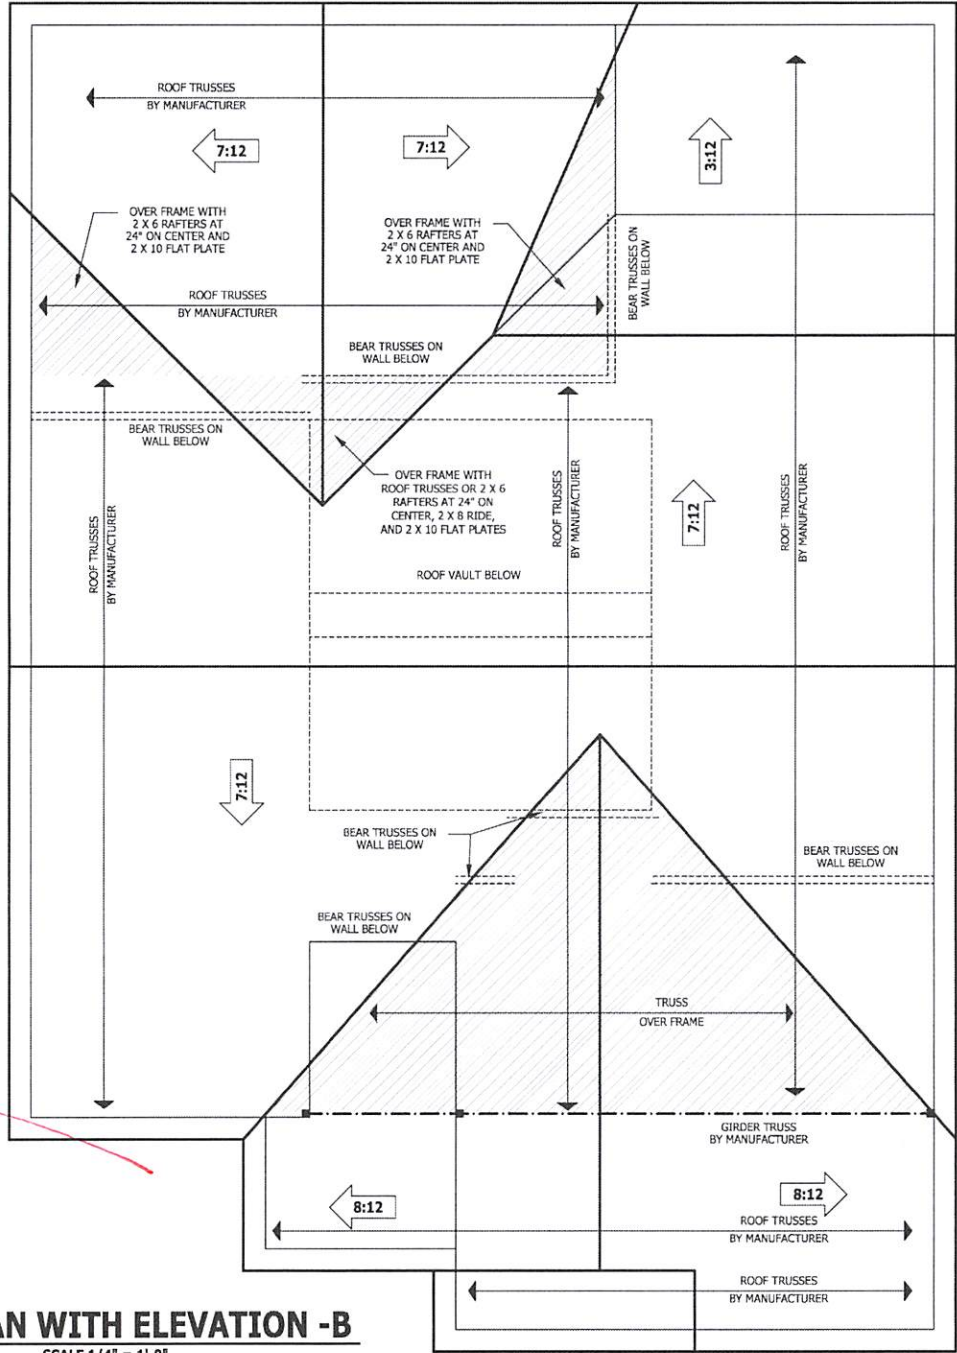 ROOF TRUSSES
BY MANUFACTURER
7:12
7:12
3:12
OVER FRAME WITH
2 X 6 RAFTERS AT
24" ON CENTER AND
2 X 10 FLAT PLATE
OVER FRAME WITH
2 X 6 RAFTERS AT
24" ON CENTER AND
2 X 10 FLAT PLATE
BEAR TRUSSES ON
WALL BELOW
ROOF TRUSSES
BY MANUFACTURER
BEAR TRUSSES ON
WALL BELOW
BEAR TRUSSES ON
WALL BELOW
OVER FRAME WITH
ROOF TRUSSES OR 2 X 6
RAFTERS AT 24" ON
CENTER, 2 X 8 RIDE,
AND 2 X 10 FLAT PLATES
ROOF TRUSSES
BY MANUFACTURER
ROOF TRUSSES
BY MANUFACTURER
7:12
ROOF TRUSSES
BY MANUFACTURER
ROOF VAULT BELOW
7:12
BEAR TRUSSES ON
WALL BELOW
BEAR TRUSSES ON
WALL BELOW
BEAR TRUSSES ON
WALL BELOW
TRUSS
OVER FRAME
GIRDER TRUSS
BY MANUFACTURER
8:12
8:12
ROOF TRUSSES
BY MANUFACTURER
ROOF TRUSSES
BY MANUFACTURER
AN WITH ELEVATION -B